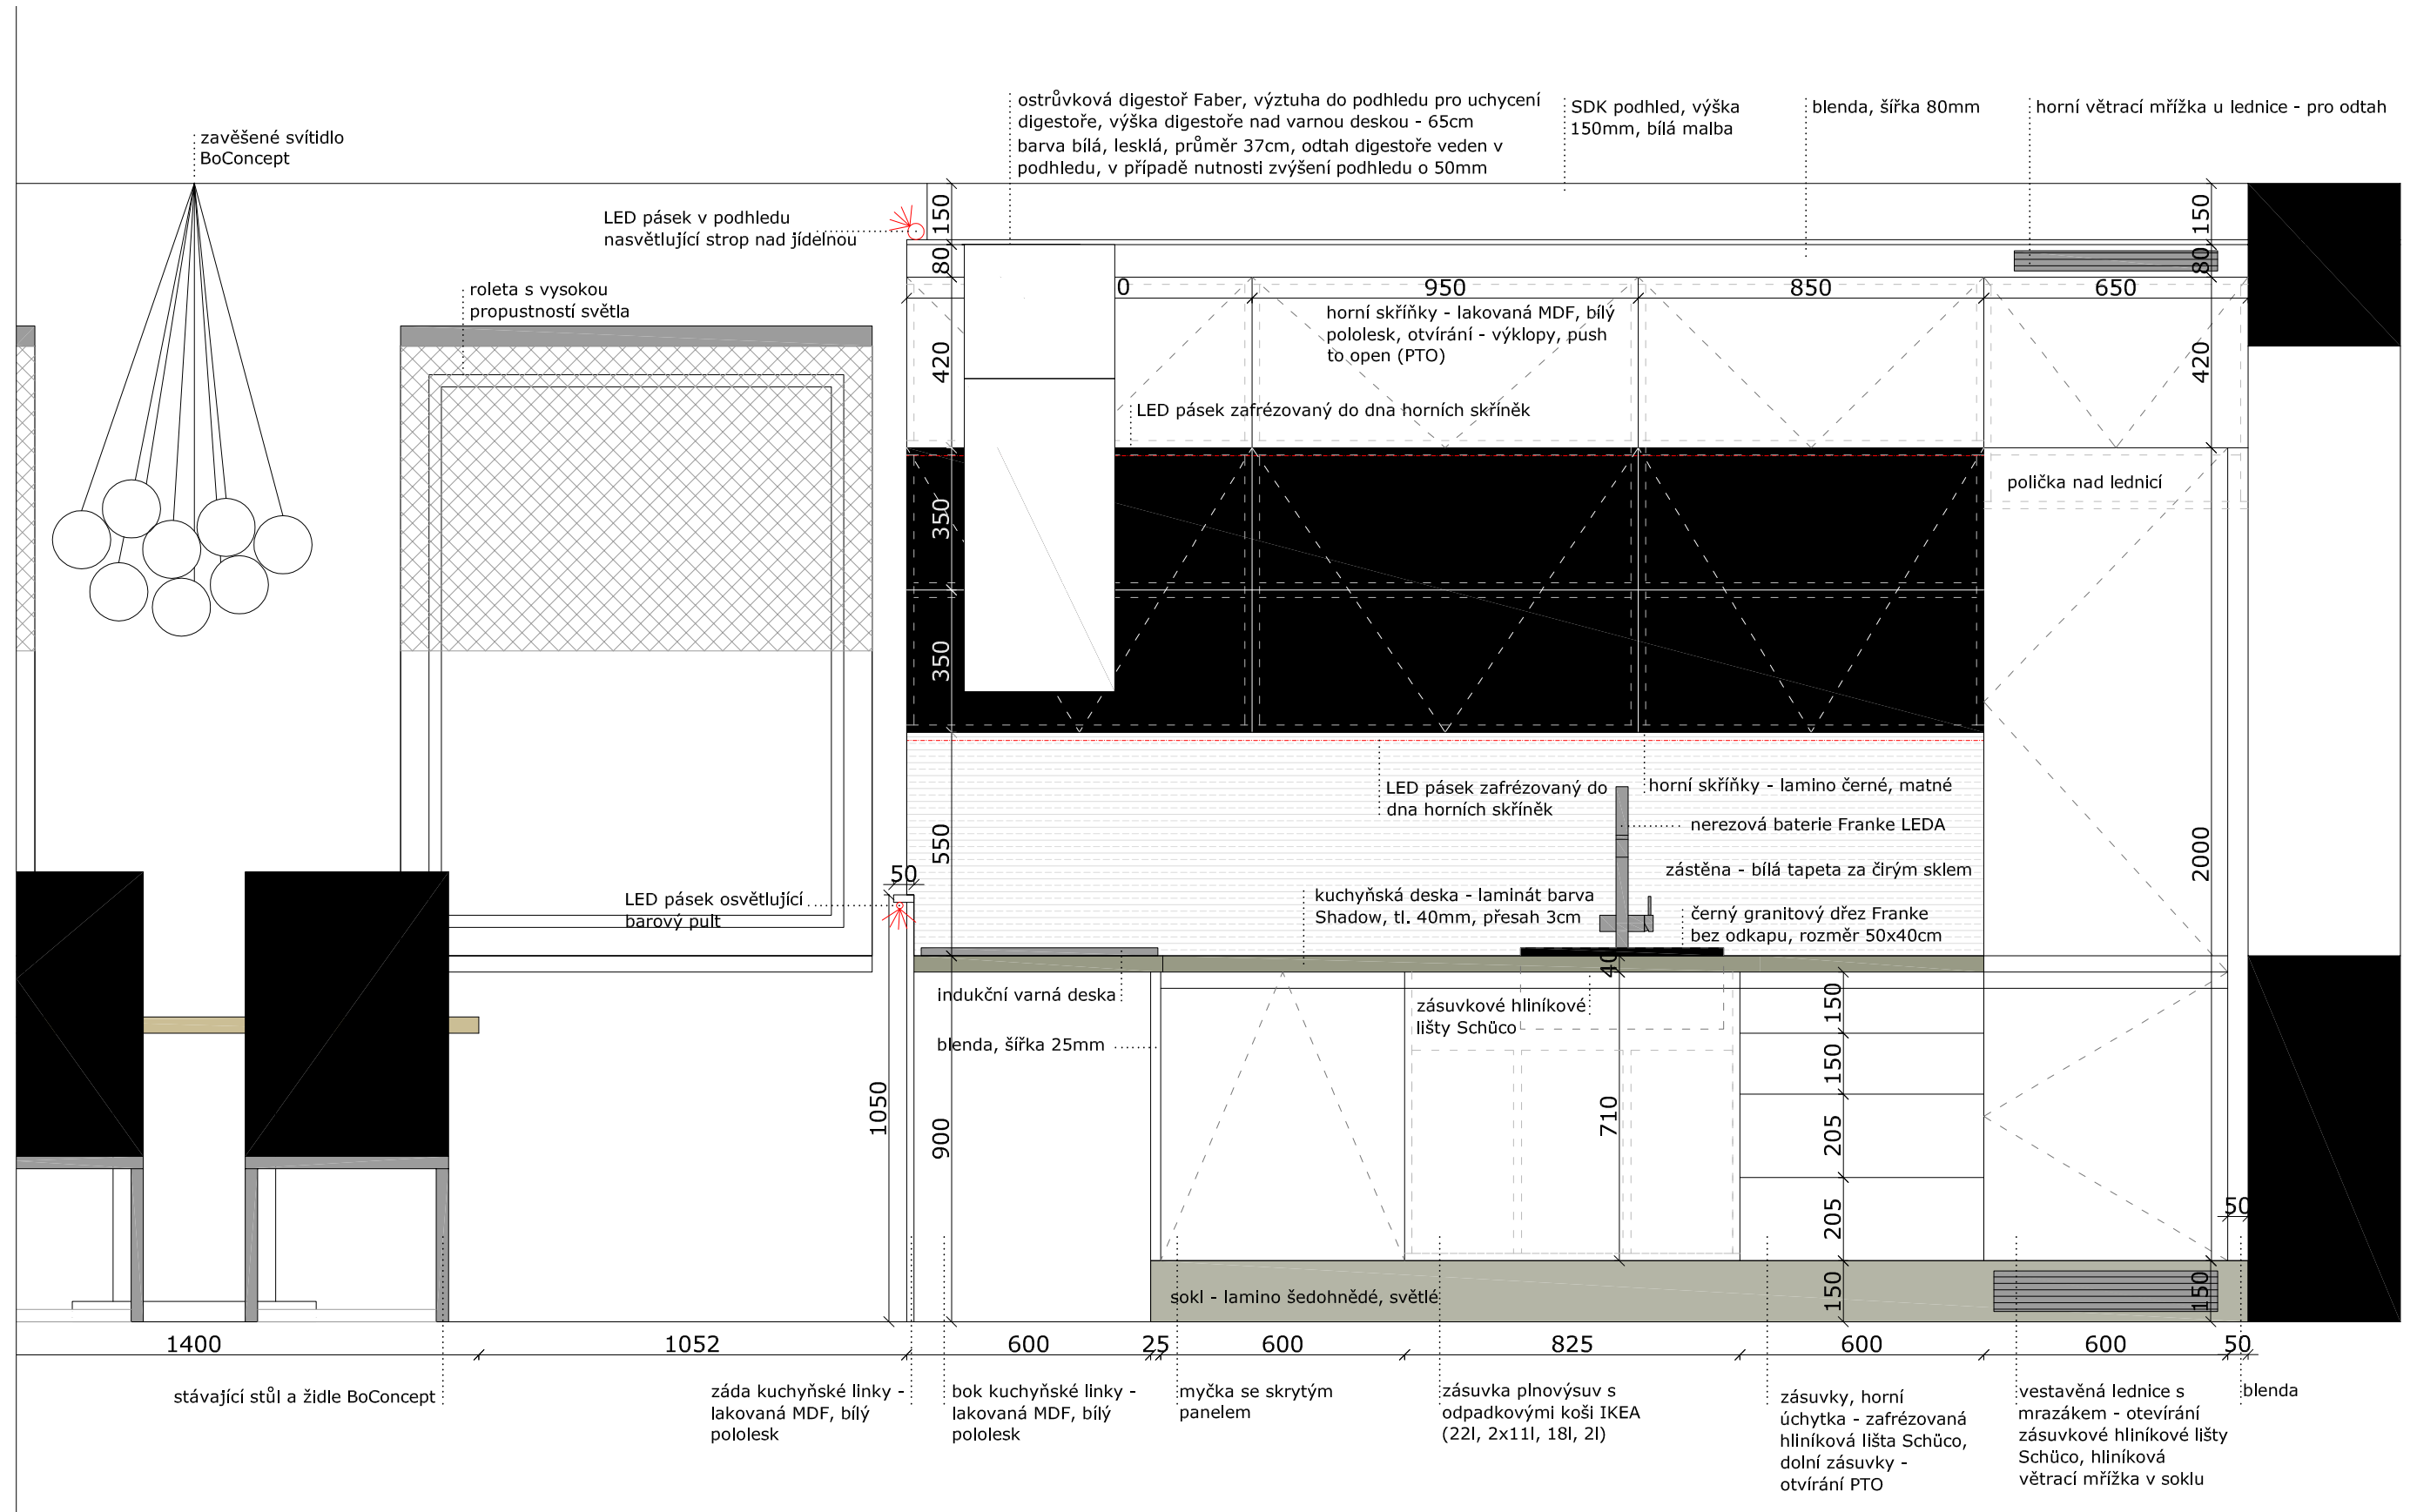 ostrůvková digestoř Faber, výztuha do podhledu pro uchycení
digestoře, výška digestoře nad varnou deskou - 65cm
barva bílá, lesklá, průměr 37cm, odtah digestoře veden v
podhledu, v případě nutnosti zvýšení podhledu o 50mm
SDK podhled, výška
150mm, bílá malba
blenda, šířka 80mm
horní větrací mřížka u lednice - pro odtah
zavěšené svítidlo
BoConcept
LED pásek v podhledu
nasvětlující strop nad jídelnou
150
150
80
80
roleta s vysokou
propustností světla
0
950
850
650
horní skříňky - lakovaná MDF, bílý
pololesk, otvírání - výklopy, push
to open (PTO)
420
420
LED pásek zafrézovaný do dna horních skříněk
polička nad lednicí
350
350
LED pásek zafrézovaný do
dna horních skříněk
horní skříňky - lamino černé, matné
nerezová baterie Franke LEDA
550
2000
zástěna - bílá tapeta za čirým sklem
50
LED pásek osvětlující
barový pult
kuchyňská deska - laminát barva
Shadow, tl. 40mm, přesah 3cm
černý granitový dřez Franke
bez odkapu, rozměr 50x40cm
40
indukční varná deska
zásuvkové hliníkové
lišty Schüco
150
blenda, šířka 25mm
150
1050
900
710
205
205
50
sokl - lamino šedohnědé, světlé
150
150
1400
1052
600
25
600
825
600
600
50
stávající stůl a židle BoConcept
záda kuchyňské linky -
lakovaná MDF, bílý
pololesk
bok kuchyňské linky -
lakovaná MDF, bílý
pololesk
myčka se skrytým
panelem
zásuvka plnovýsuv s
odpadkovými koši IKEA
(22l, 2x11l, 18l, 2l)
zásuvky, horní
úchytka - zafrézovaná
hliníková lišta Schüco,
dolní zásuvky -
otvírání PTO
vestavěná lednice s
mrazákem - otevírání
zásuvkové hliníkové lišty
Schüco, hliníková
větrací mřížka v soklu
blenda